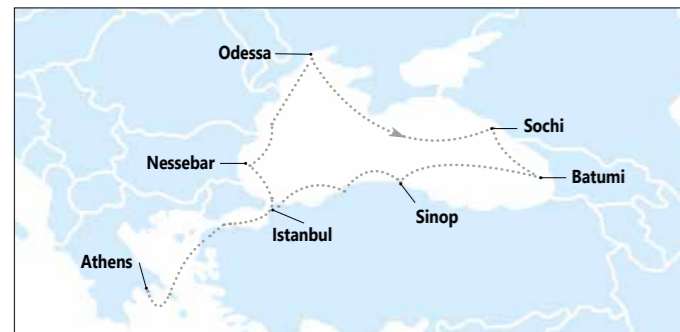 Odessa
Sochi
Nessebar
Batumi
Sinop
Istanbul
Athens